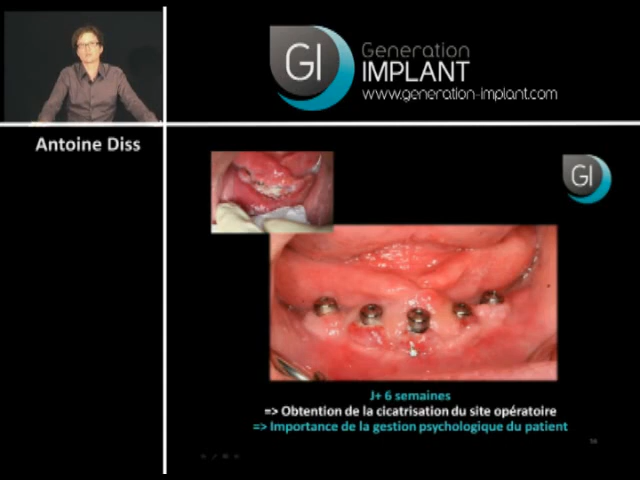 GI
Generation
IMPLANT
www.generation-implant.com
Antoine Diss
GI
J+ 6 semaines
=> Obtention de la cicatrisation du site opératoire
=> Importance de la gestion psychologique du patient